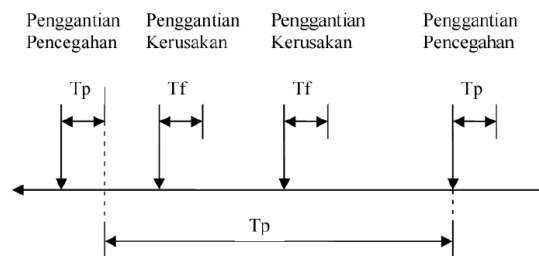 Penggantian Penggantian Penggantian Penggantian
Pencegahan Kerusakan Kerusakan Pencegahan
Tp Tf Tf Tp
Tp